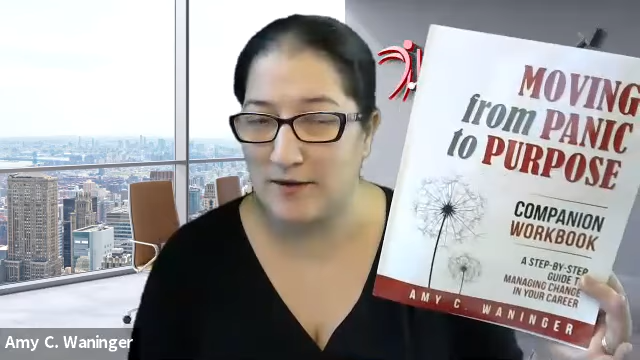 MOVING
from PANIC
to PURPOSE
COMPANION
WORKBOOK
A STEP-BY-STEP
GUIDE TO
MANAGING CHANGE
IN YOUR CAREER
AMY C. WANINGER
Amy C. Waninger